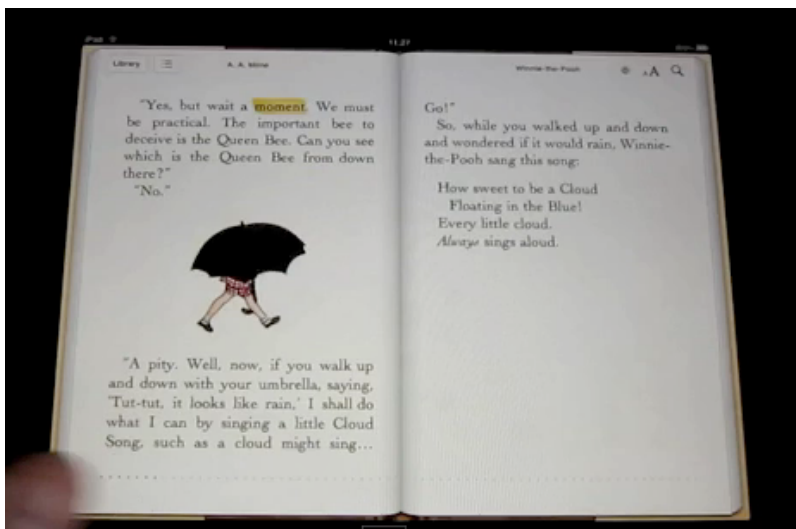 iPad
11.27
Library
A. A. Milne
Winnie-the-Pooh
AA
"Yes, but wait a moment. We must
be practical. The important bee to
deceive is the Queen Bee. Can you see
which is the Queen Bee from down
there?"
"No."
"A pity. Well, now, if you walk up
and down with your umbrella, saying,
'Tut-tut, it looks like rain,' I shall do
what I can by singing a little Cloud
Song, such as a cloud might sing...
Go!"
So, while you walked up and down
and wondered if it would rain, Winnie-
the-Pooh sang this song:
How sweet to be a Cloud
Floating in the Blue!
Every little cloud.
Always sings aloud.